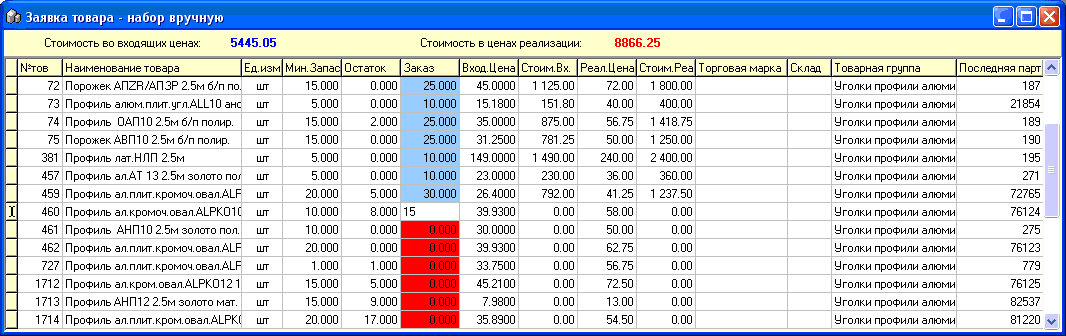 Заявка товара - набор вручную
Стоимость во входящих ценах: 5445.05 Стоимость в ценах реализации: 8866.25
№тов Наименование товара Ед.изм Мин.Запас Остаток Заказ Вход.Цена Стоим.Вх. Реал.Цена Стоим.Реа Торговая марка Склад Товарная группа Последняя парт
72 Порожек АПZR/АПЗР 2.5м б/п по. шт 15.000 0.000 25.000 45.0000 1 125.00 72.00 1 800.00 Уголки профили алюми 187
73 Профиль алюм.плит.угл.ALL10 ано шт 5.000 0.000 10.000 15.1800 151.80 40.00 400.00 Уголки профили алюми 21854
74 Профиль ОАП10 2.5м б/п полир. шт 15.000 2.000 25.000 35.0000 875.00 56.75 1 418.75 Уголки профили алюми 189
75 Порожек АВП10 2.5м б/п полир. шт 15.000 0.000 25.000 31.2500 781.25 50.00 1 250.00 Уголки профили алюми 190
381 Профиль лат.НЛП 2.5м шт 5.000 0.000 10.000 149.0000 1 490.00 240.00 2 400.00 Уголки профили алюми 195
457 Профиль ал.АТ 13 2.5м золото пол шт 5.000 0.000 10.000 23.0000 230.00 36.00 360.00 Уголки профили алюми 271
459 Профиль ал.плит.кромоч.овал.ALF шт 20.000 5.000 30.000 26.4000 792.00 41.25 1 237.50 Уголки профили алюми 72765
460 Профиль ал.кромоч.овал.ALPKO10 шт 10.000 8.000 15 39.9300 0.00 58.00 0.00 Уголки профили алюми 76124
461 Профиль АНП10 2.5м золото пол. шт 10.000 0.000 0.000 30.0000 0.00 50.00 0.00 Уголки профили алюми 275
462 Профиль ал.плит.кромоч.овал.ALF шт 20.000 0.000 0.000 39.9300 0.00 62.75 0.00 Уголки профили алюми 76123
727 Профиль ал.плит.кромоч.овал.ALF шт 1.000 1.000 0.000 33.7500 0.00 56.75 0.00 Уголки профили алюми 779
1712 Профиль ал.плит.кром.овал.ALPKO12 1 шт 15.000 5.000 0.000 45.2100 0.00 72.50 0.00 Уголки профили алюми 76125
1713 Профиль АНП12 2.5м золото мат. шт 15.000 9.000 0.000 7.9800 0.00 13.00 0.00 Уголки профили алюми 82537
1714 Профиль ал.плит.кром.овал.ALPKC шт 20.000 17.000 0.000 35.8900 0.00 54.50 0.00 Уголки профили алюми 81220